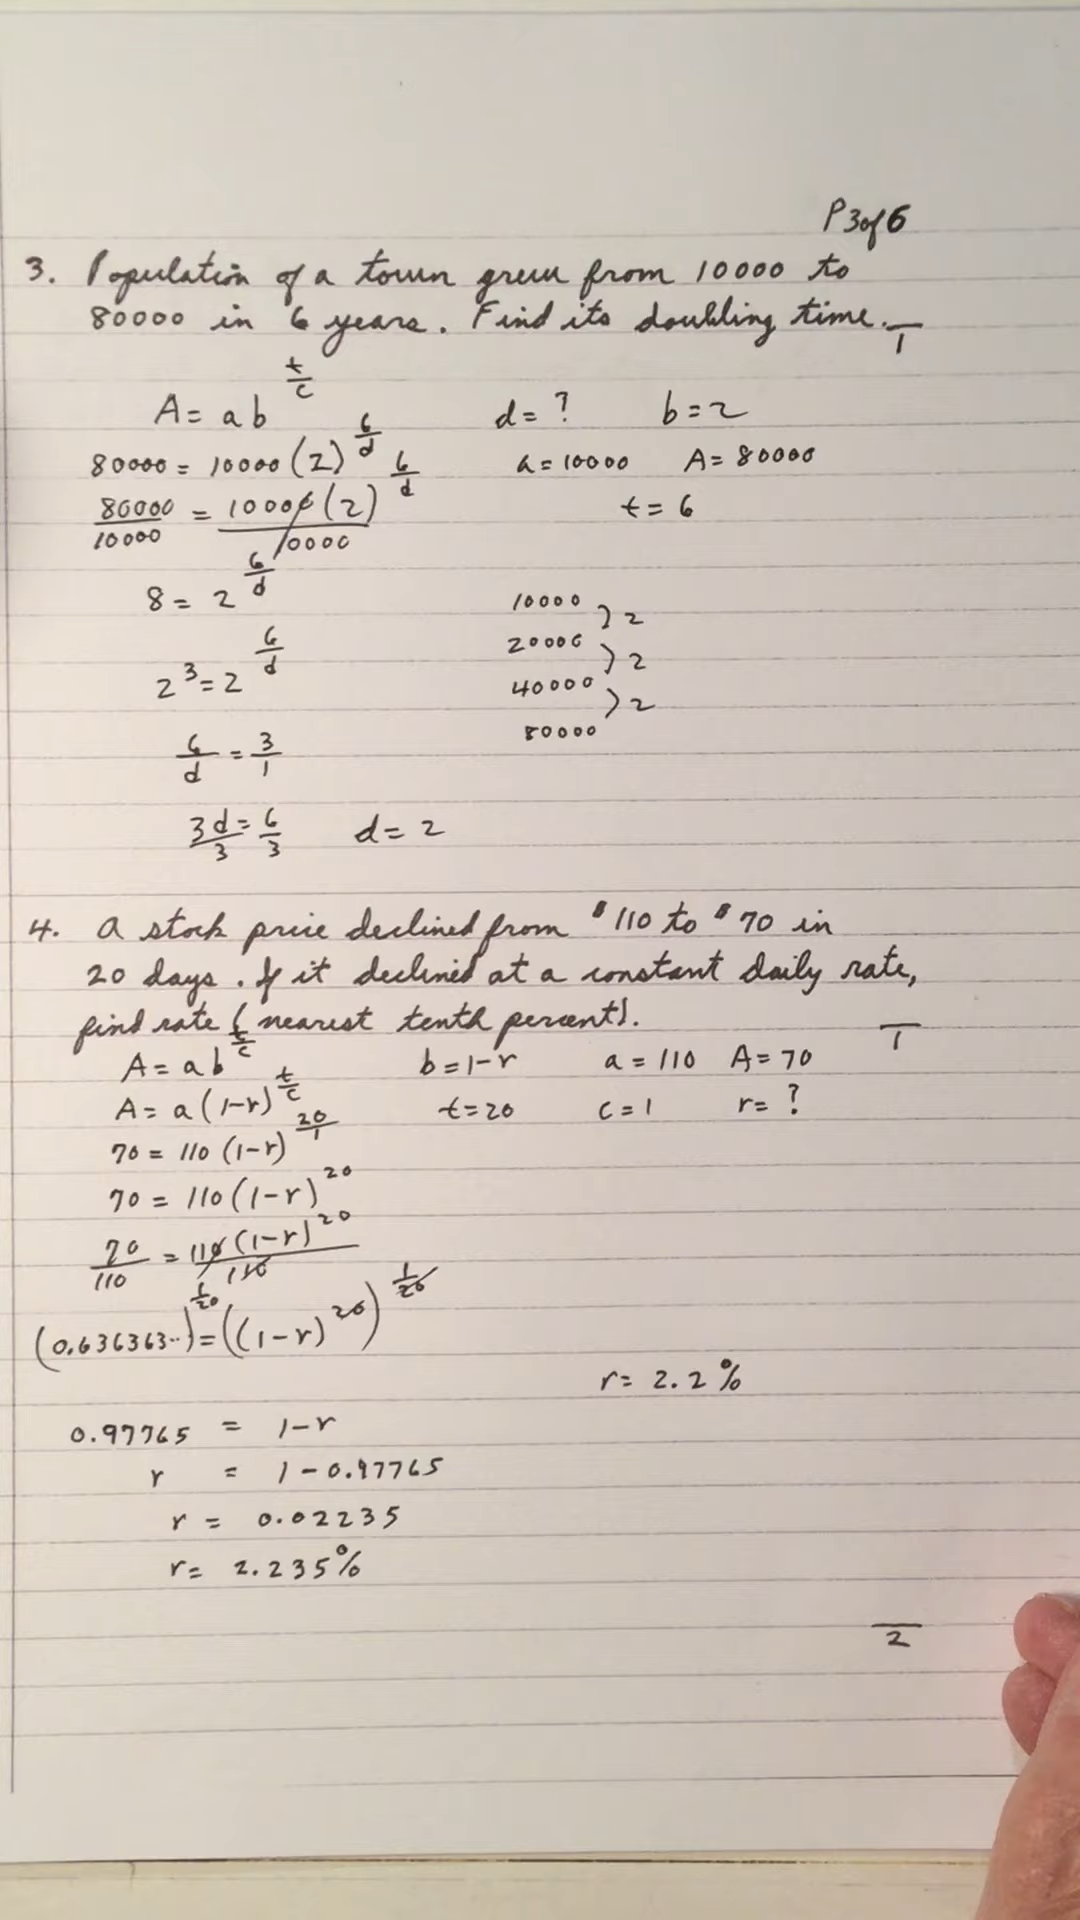 P3of6
3. Population of a town grew from 10000 to
80000 in 6 years. Find its doubling time. —/1
A = ab^(t/c) d = ? b = 2
80000 = 10000 (2)^(6/d) a = 10000 A = 80000
80000/10000 = 10000 (2)^(6/d)/10000 t = 6
8 = 2^(6/d) 10000
20000 ) 2
2^3 = 2^(6/d) 40000 ) 2
80000 ) 2
6/d = 3/1
3d/3 = 6/3 d = 2
4. A stock price declined from $110 to $70 in
20 days. If it declined at a constant daily rate,
find rate (nearest tenth percent). —/1
A = ab^(t/c) b = 1-r a = 110 A = 70
A = a(1-r)^(t/c) t = 20 c = 1 r = ?
70 = 110 (1-r)^(20/1)
70 = 110 (1-r)^20
70/110 = 110 (1-r)^20/110
(0.636363..)^(1/20) = ((1-r)^20)^(1/20)
r = 2.2%
0.97765 = 1-r
r = 1 - 0.97765
r = 0.02235
r = 2.235%
—/2